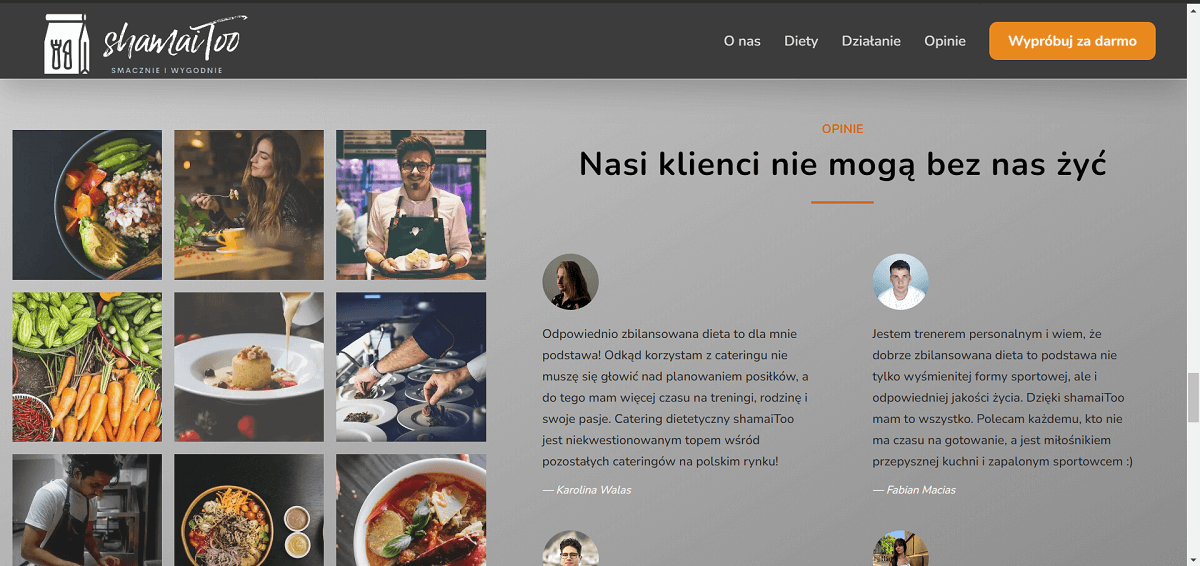 shamaiToo
SMACZNIE I WYGODNIE
O nas
Diety
Działanie
Opinie
Wypróbuj za darmo
OPINIE
Nasi klienci nie mogą bez nas żyć
Odpowiednio zbilansowana dieta to dla mnie
podstawa! Odkąd korzystam z cateringu nie
muszę się głowić nad planowaniem posiłków, a
do tego mam więcej czasu na treningi, rodzinę i
swoje pasje. Catering dietetyczny shamaiToo
jest niekwestionowanym topem wśród
pozostałych cateringów na polskim rynku!
— Karolina Walas
Jestem trenerem personalnym i wiem, że
dobrze zbilansowana dieta to podstawa nie
tylko wyśmienitej formy sportowej, ale i
odpowiedniej jakości życia. Dzięki shamaiToo
mam to wszystko. Polecam każdemu, kto nie
ma czasu na gotowanie, a jest miłośnikiem
przepysznej kuchni i zapalonym sportowcem :)
— Fabian Macias